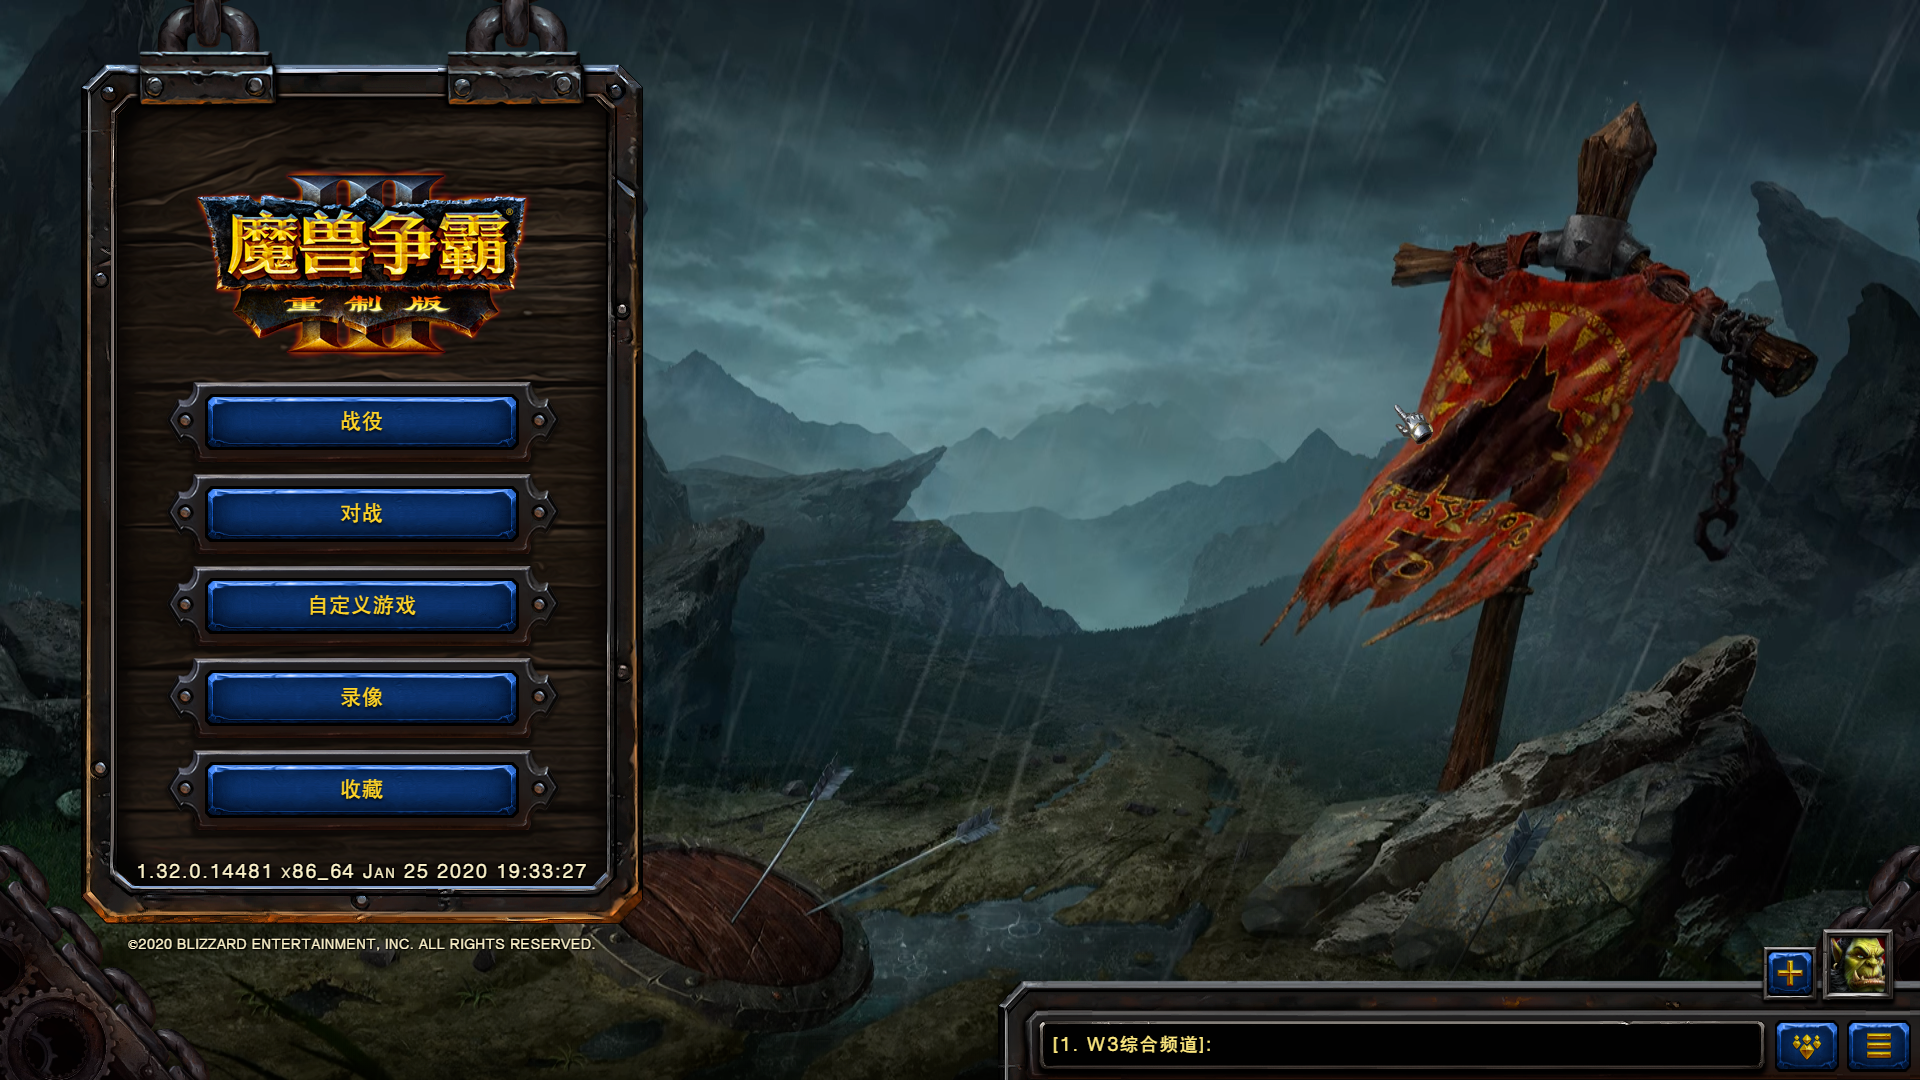 魔兽争霸®
重制版
战役
对战
自定义游戏
录像
收藏
1.32.0.14481 x86_64 Jan 25 2020 19:33:27
©2020 BLIZZARD ENTERTAINMENT, INC. ALL RIGHTS RESERVED.
[1. W3综合频道]: